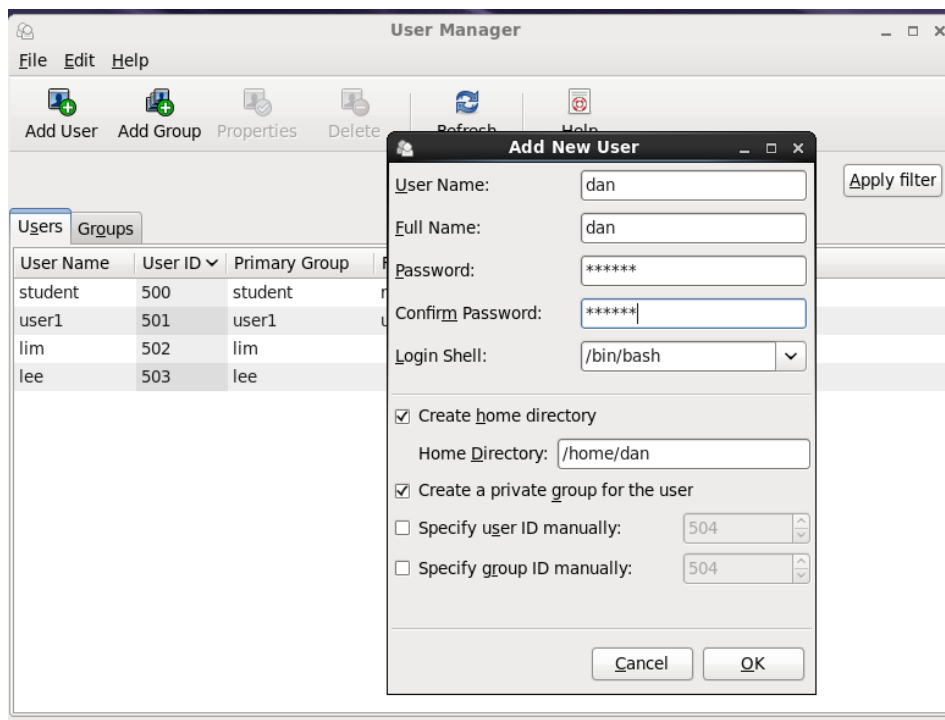 User Manager
File Edit Help
Add User Add Group Properties Delete Refresh Help
Apply filter
Users Groups
User Name User ID Primary Group
student 500 student
user1 501 user1
lim 502 lim
lee 503 lee
Add New User
User Name: dan
Full Name: dan
Password: ******
Confirm Password: ******
Login Shell: /bin/bash
Create home directory
Home Directory: /home/dan
Create a private group for the user
Specify user ID manually: 504
Specify group ID manually: 504
Cancel OK